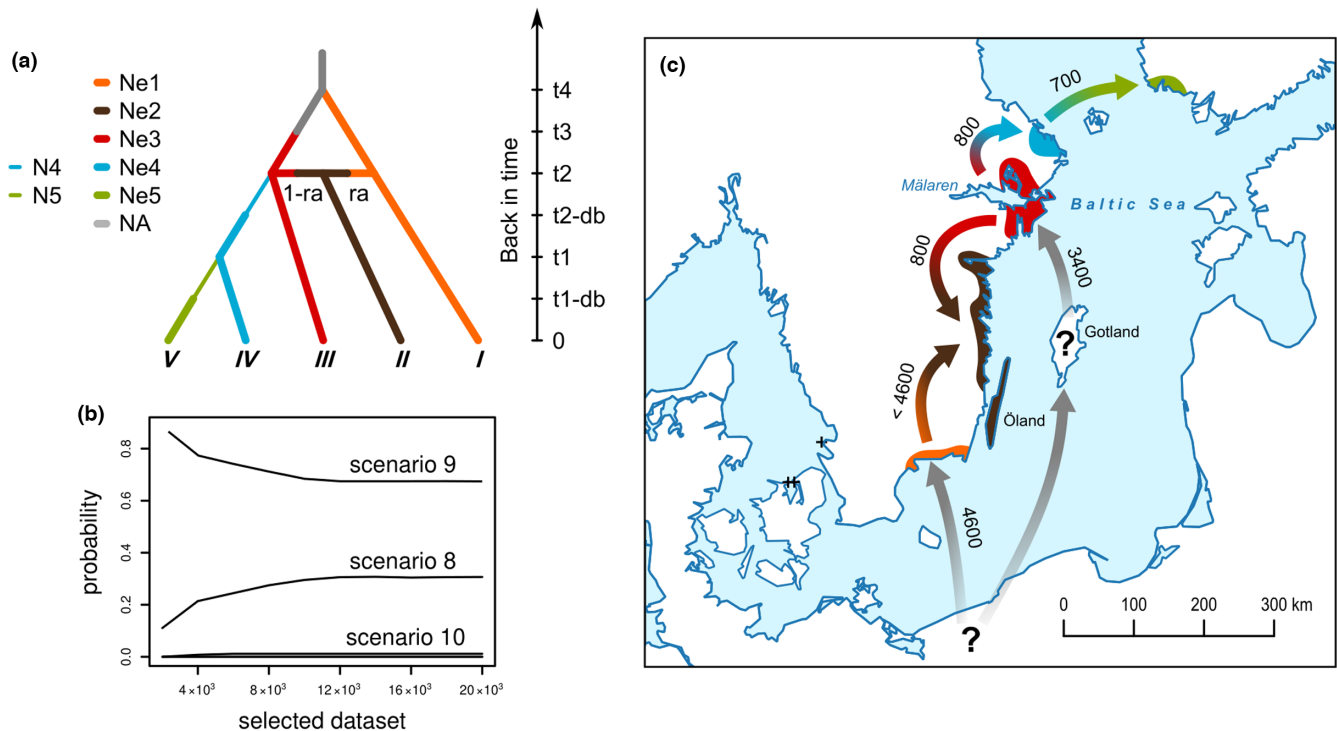 (a)
N4
N5
Ne1
Ne2
Ne3
Ne4
Ne5
NA
1-ra
ra
V
IV
III
II
I
Back in time
t4
t3
t2
t2-db
t1
t1-db
0
(b)
probability
0.8
0.6
0.4
0.2
0.0
scenario 9
scenario 8
scenario 10
4×10³
8×10³
12×10³
16×10³
20×10³
selected dataset
(c)
700
800
Mälaren
Baltic Sea
800
3400
Gotland
?
< 4600
Öland
4600
?
0 100 200 300 km